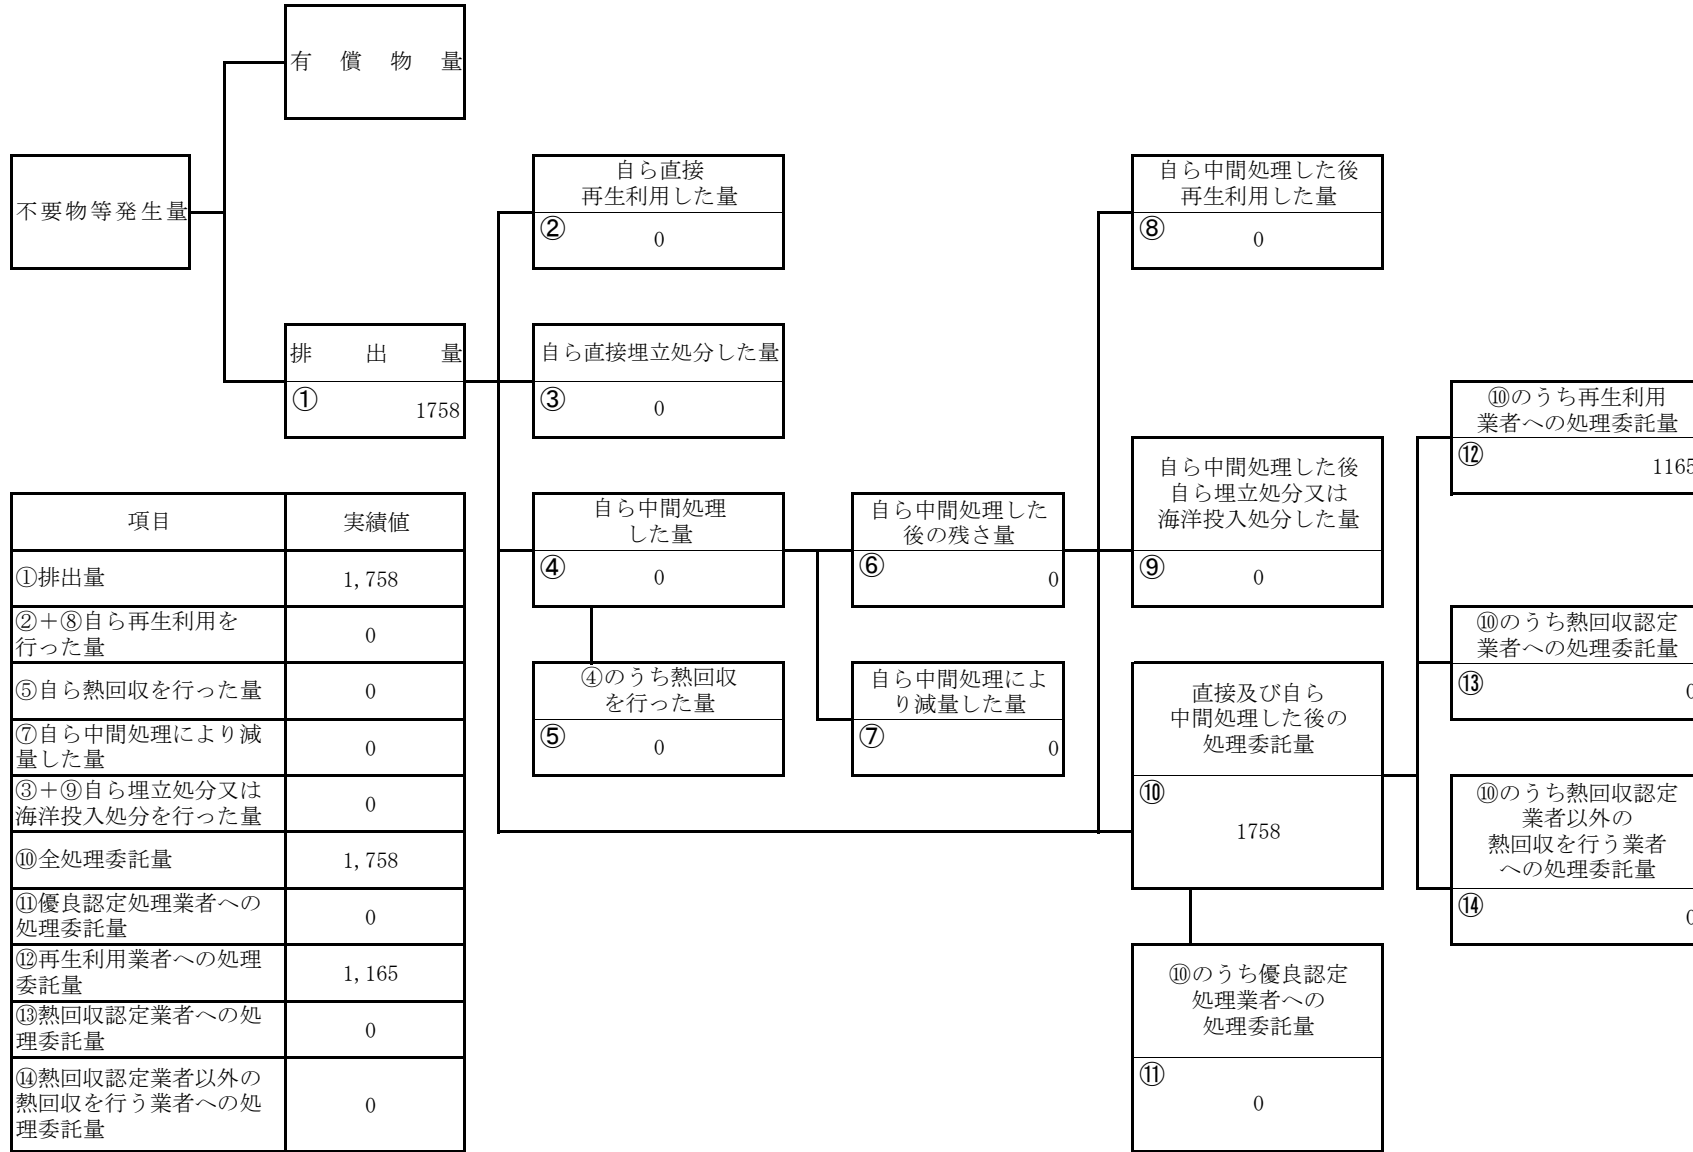 有償物量
不要物等発生量
排出量
① 1758
自ら直接
再生利用した量
② 0
自ら直接埋立処分した量
③ 0
自ら中間処理
した量
④ 0
④のうち熱回収
を行った量
⑤ 0
自ら中間処理した
後の残さ量
⑥ 0
自ら中間処理によ
り減量した量
⑦ 0
自ら中間処理した後
再生利用した量
⑧ 0
自ら中間処理した後
自ら埋立処分又は
海洋投入処分した量
⑨ 0
直接及び自ら
中間処理した後の
処理委託量
⑩
1758
⑩のうち優良認定
処理業者への
処理委託量
⑪
0
⑩のうち再生利用
業者への処理委託量
⑫ 1165
⑩のうち熱回収認定
業者への処理委託量
⑬ 0
⑩のうち熱回収認定
業者以外の
熱回収を行う業者
への処理委託量
⑭ 0
項目 実績値
①排出量 1,758
②＋⑧自ら再生利用を
行った量 0
⑤自ら熱回収を行った量 0
⑦自ら中間処理により減
量した量 0
③＋⑨自ら埋立処分又は
海洋投入処分を行った量 0
⑩全処理委託量 1,758
⑪優良認定処理業者への
処理委託量 0
⑫再生利用業者への処理
委託量 1,165
⑬熱回収認定業者への処
理委託量 0
⑭熱回収認定業者以外の
熱回収を行う業者への処
理委託量 0